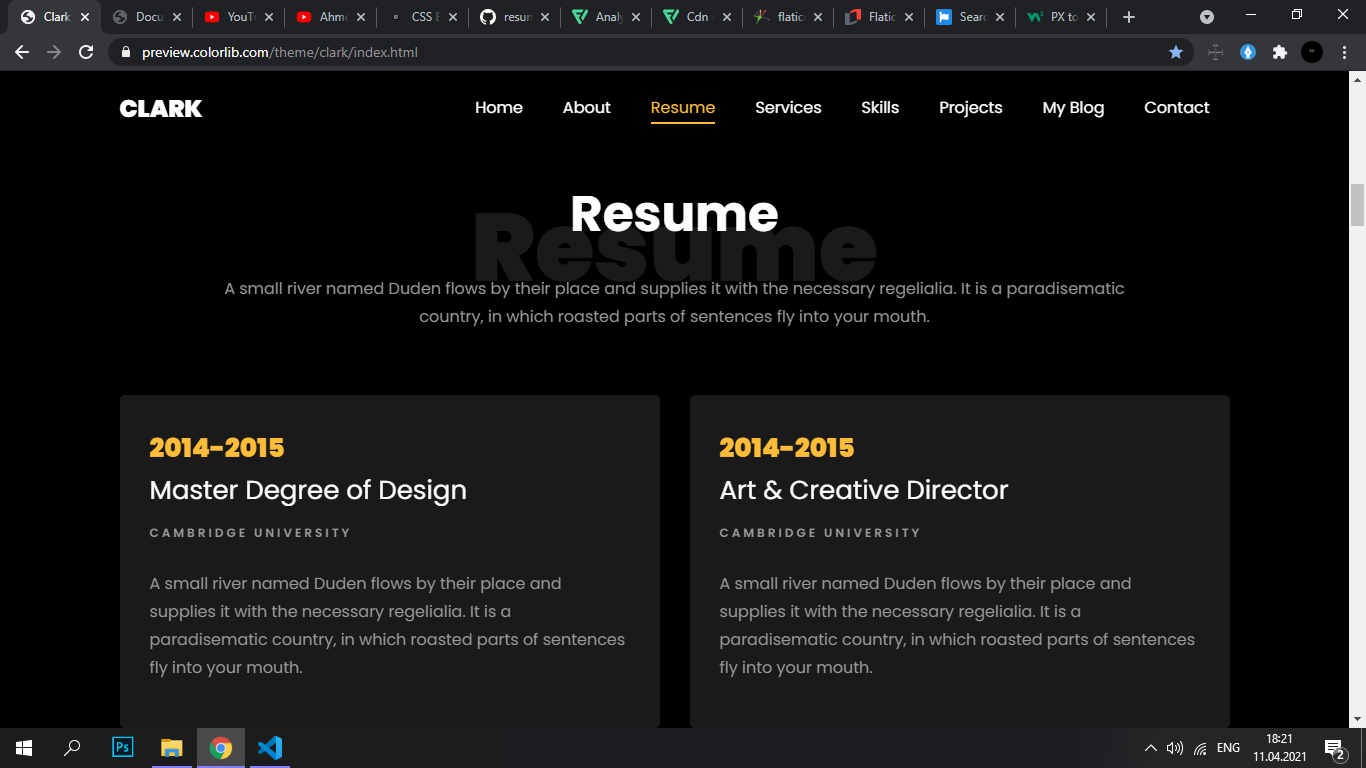 Clark
Docu
YouTu
Ahme
CSS E
resum
Analy
Cdn
flatico
Flatic
Searc
PX to
preview.colorlib.com/theme/clark/index.html
CLARK Home About Resume Services Skills Projects My Blog Contact
Resume
Resume
A small river named Duden flows by their place and supplies it with the necessary regelialia. It is a paradisematic
country, in which roasted parts of sentences fly into your mouth.
2014-2015
Master Degree of Design
CAMBRIDGE UNIVERSITY
A small river named Duden flows by their place and
supplies it with the necessary regelialia. It is a
paradisematic country, in which roasted parts of sentences
fly into your mouth.
2014-2015
Art & Creative Director
CAMBRIDGE UNIVERSITY
A small river named Duden flows by their place and
supplies it with the necessary regelialia. It is a
paradisematic country, in which roasted parts of sentences
fly into your mouth.
Ps
ENG
18:21
11.04.2021
2